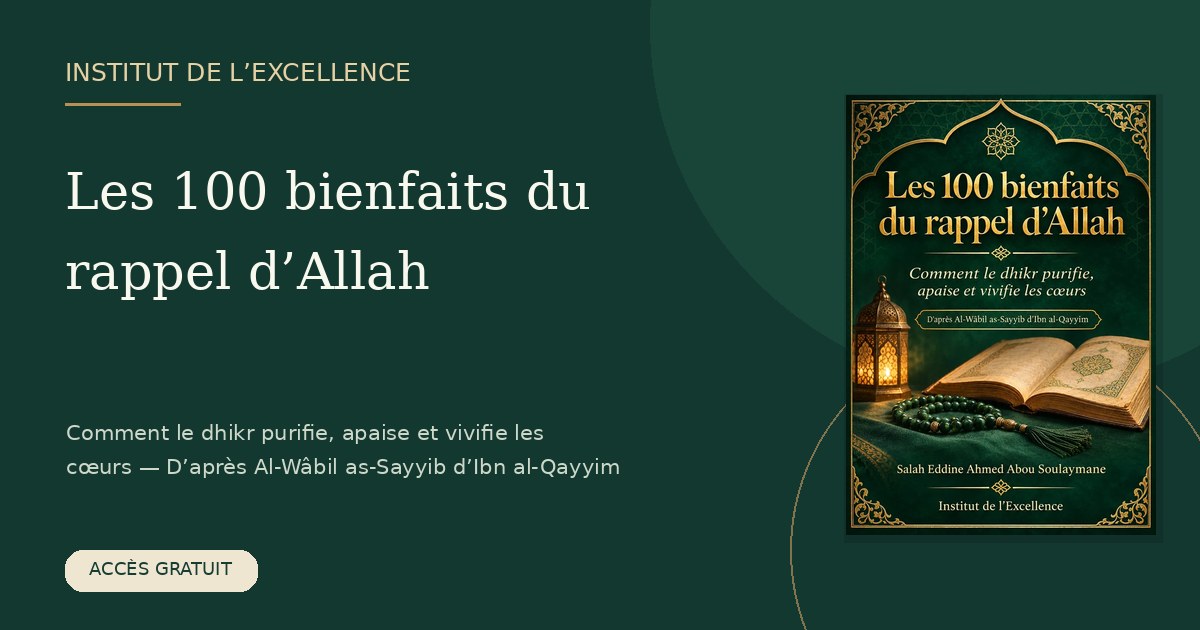 INSTITUT DE L’EXCELLENCE
Les 100 bienfaits du
rappel d’Allah
Comment le dhikr purifie, apaise et vivifie les
cœurs — D’après Al-Wâbil as-Sayyib d’Ibn al-Qayyim
ACCÈS GRATUIT
Les 100 bienfaits
du rappel d’Allah
Comment le dhikr purifie,
apaise et vivifie les cœurs
D’après Al-Wâbil as-Sayyib d’Ibn al-Qayyim
Salah Eddine Ahmed Abou Soulaymane
Institut de l’Excellence